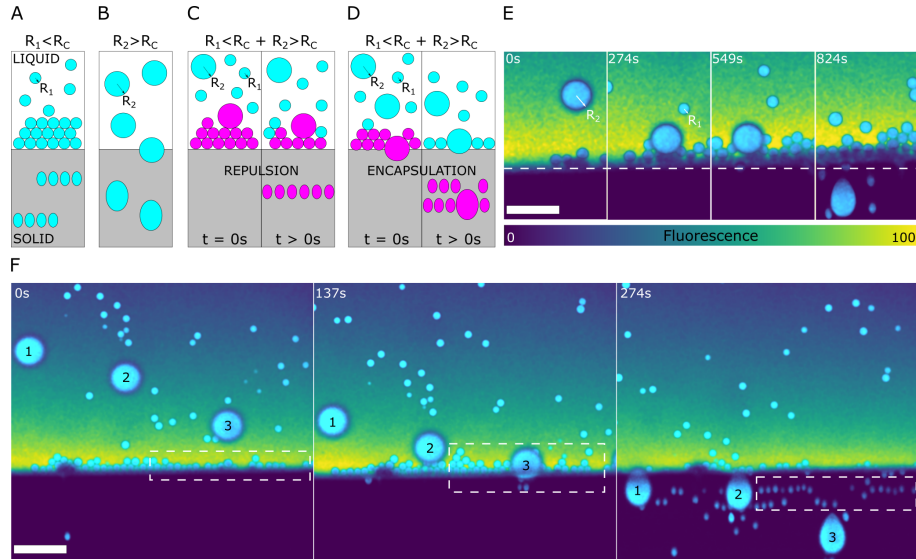 A
B
C
D
E
R1<RC
R2>RC
R1<RC + R2>RC
R1<RC + R2>RC
LIQUID
R1
R2
R2
R1
R2
R1
REPULSION
ENCAPSULATION
SOLID
t = 0s
t > 0s
t = 0s
t > 0s
0s
274s
549s
824s
R2
R1
0
Fluorescence
100
F
0s
137s
274s
1
2
3
1
2
3
1
2
3